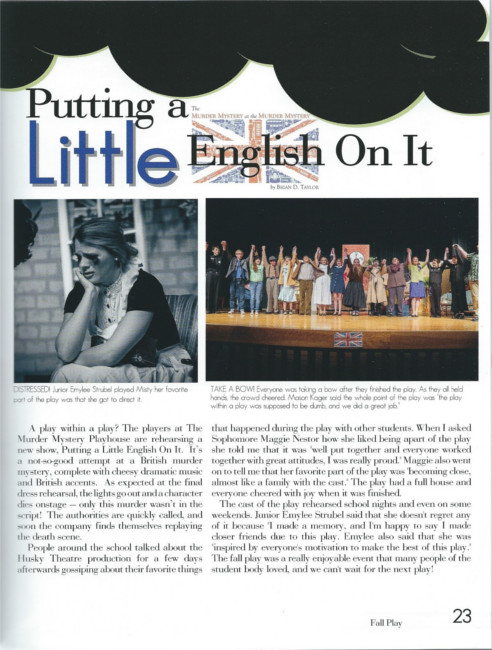 Putting a
The
MURDER MYSTERY at the MURDER MYSTERY
Little English On It
by BRIAN D. TAYLOR
DISTRESSED! Junior Emylee Strubel played Misty her favorite
part of the play was that she got to direct it.
TAKE A BOW! Everyone was taking a bow after they finished the play. As they all held
hands, the crowd cheered. Mason Kager said the whole point of the play was 'the play
within a play was supposed to be dumb, and we did a great job.'
A play within a play? The players at The
Murder Mystery Playhouse are rehearsing a
new show, Putting a Little English On It. It's
a not-so-good attempt at a British murder
mystery, complete with cheesy dramatic music
and British accents. As expected at the final
dress rehearsal, the lights go out and a character
dies onstage – only this murder wasn't in the
script! The authorities are quickly called, and
soon the company finds themselves replaying
the death scene.
People around the school talked about the
Husky Theatre production for a few days
afterwards gossiping about their favorite things
that happened during the play with other students. When I asked
Sophomore Maggie Nestor how she liked being apart of the play
she told me that it was 'well put together and everyone worked
together with great attitudes, I was really proud.' Maggie also went
on to tell me that her favorite part of the play was 'becoming close,
almost like a family with the cast.' The play had a full house and
everyone cheered with joy when it was finished.
The cast of the play rehearsed school nights and even on some
weekends. Junior Emylee Strubel said that she doesn't regret any
of it because 'I made a memory, and I'm happy to say I made
closer friends due to this play. Emylee also said that she was
'inspired by everyone's motivation to make the best of this play.'
The fall play was a really enjoyable event that many people of the
student body loved, and we can't wait for the next play!
Fall Play 23